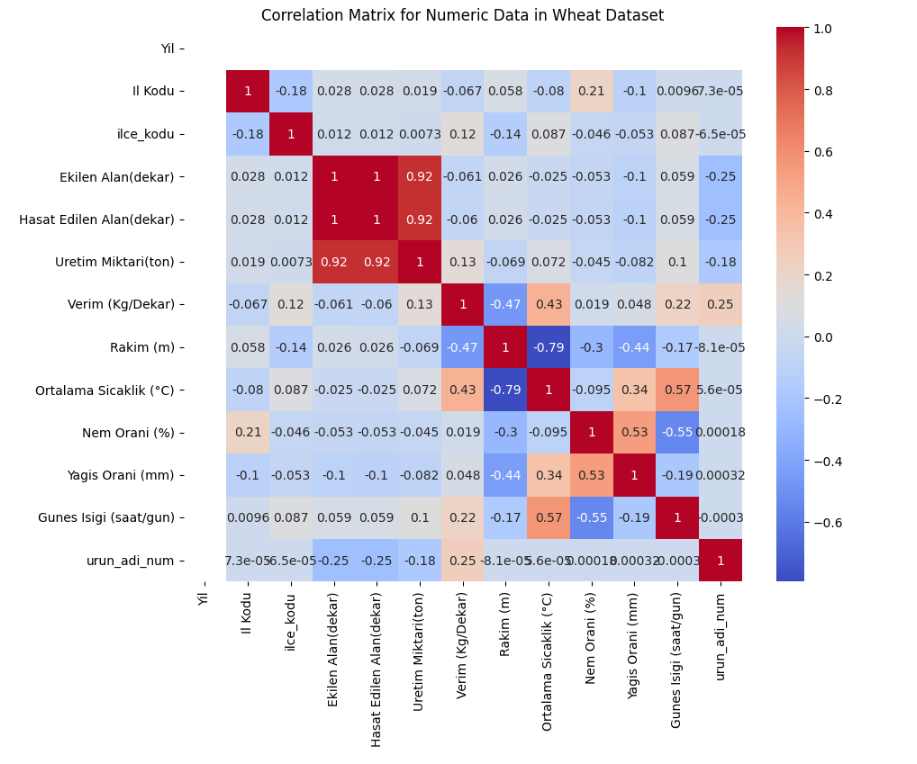 Correlation Matrix for Numeric Data in Wheat Dataset
Yil
Il Kodu 1 -0.18 0.028 0.028 0.019 -0.067 0.058 -0.08 0.21 -0.1 0.0096 7.3e-05
ilce_kodu -0.18 1 0.012 0.012 0.0073 0.12 -0.14 0.087 -0.046 -0.053 0.087 -6.5e-05
Ekilen Alan(dekar) 0.028 0.012 1 1 0.92 -0.061 0.026 -0.025 -0.053 -0.1 0.059 -0.25
Hasat Edilen Alan(dekar) 0.028 0.012 1 1 0.92 -0.06 0.026 -0.025 -0.053 -0.1 0.059 -0.25
Uretim Miktari(ton) 0.019 0.0073 0.92 0.92 1 0.13 -0.069 0.072 -0.045 -0.082 0.1 -0.18
Verim (Kg/Dekar) -0.067 0.12 -0.061 -0.06 0.13 1 -0.47 0.43 0.019 0.048 0.22 0.25
Rakim (m) 0.058 -0.14 0.026 0.026 -0.069 -0.47 1 -0.79 -0.3 -0.44 -0.17 -8.1e-05
Ortalama Sicaklik (°C) -0.08 0.087 -0.025 -0.025 0.072 0.43 -0.79 1 -0.095 0.34 0.57 5.6e-05
Nem Orani (%) 0.21 -0.046 -0.053 -0.053 -0.045 0.019 -0.3 -0.095 1 0.53 -0.55 0.00018
Yagis Orani (mm) -0.1 -0.053 -0.1 -0.1 -0.082 0.048 -0.44 0.34 0.53 1 -0.19 0.00032
Gunes Isigi (saat/gun) 0.0096 0.087 0.059 0.059 0.1 0.22 -0.17 0.57 -0.55 -0.19 1 -0.0003
urun_adi_num 7.3e-05 -6.5e-05 -0.25 -0.25 -0.18 0.25 -8.1e-05 5.6e-05 0.00018 0.00032 -0.0003 1
Yil
Il Kodu
ilce_kodu
Ekilen Alan(dekar)
Hasat Edilen Alan(dekar)
Uretim Miktari(ton)
Verim (Kg/Dekar)
Rakim (m)
Ortalama Sicaklik (°C)
Nem Orani (%)
Yagis Orani (mm)
Gunes Isigi (saat/gun)
urun_adi_num
1.0
0.8
0.6
0.4
0.2
0.0
−0.2
−0.4
−0.6